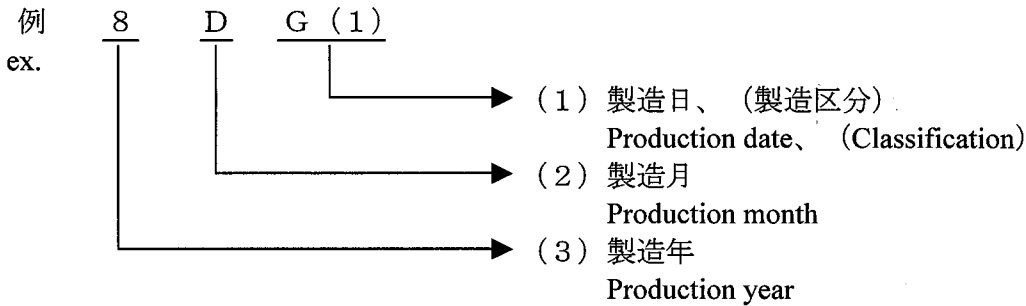 例 ８ Ｄ Ｇ（１）
ex.
（１）製造日、（製造区分）
Production date、（Classification）
（２）製造月
Production month
（３）製造年
Production year